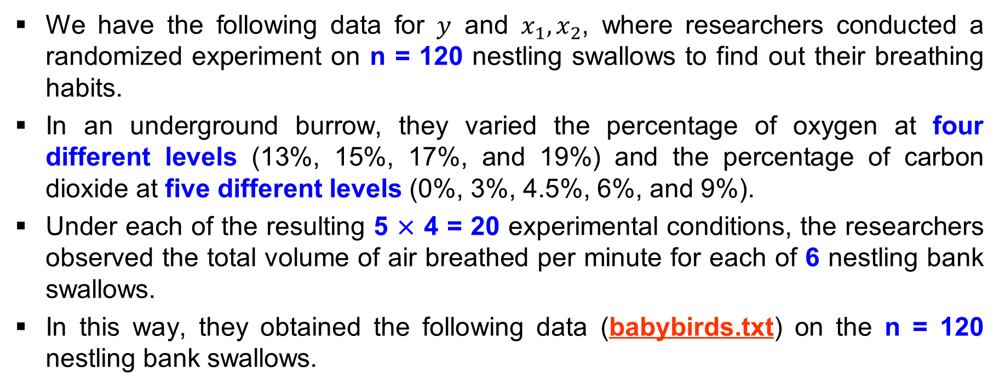 ▪ We have the following data for 𝑦 and 𝑥₁, 𝑥₂, where researchers conducted a
randomized experiment on n = 120 nestling swallows to find out their breathing
habits.
▪ In an underground burrow, they varied the percentage of oxygen at four
different levels (13%, 15%, 17%, and 19%) and the percentage of carbon
dioxide at five different levels (0%, 3%, 4.5%, 6%, and 9%).
▪ Under each of the resulting 5 × 4 = 20 experimental conditions, the researchers
observed the total volume of air breathed per minute for each of 6 nestling bank
swallows.
▪ In this way, they obtained the following data (babybirds.txt) on the n = 120
nestling bank swallows.